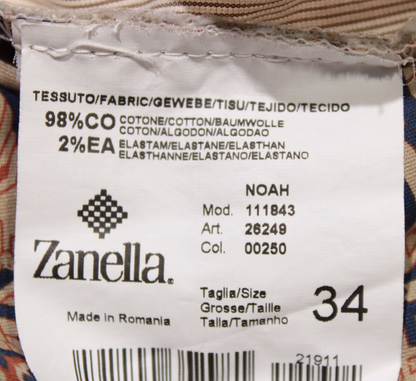 TESSUTO/FABRIC/GEWEBE/TISU/TEJIDO/TECIDO
98%CO COTONE/COTTON/BAUMWOLLE
COTON/ALGODON/ALGODAO
2%EA ELASTAM/ELASTANE/ELASTHAN
ELASTHANNE/ELASTANO/ELASTANO
NOAH
Mod. 111843
Art. 26249
Col. 00250
Zanella®
Taglia/Size
Grosse/Taille
Talla/Tamanho
34
Made in Romania
21911